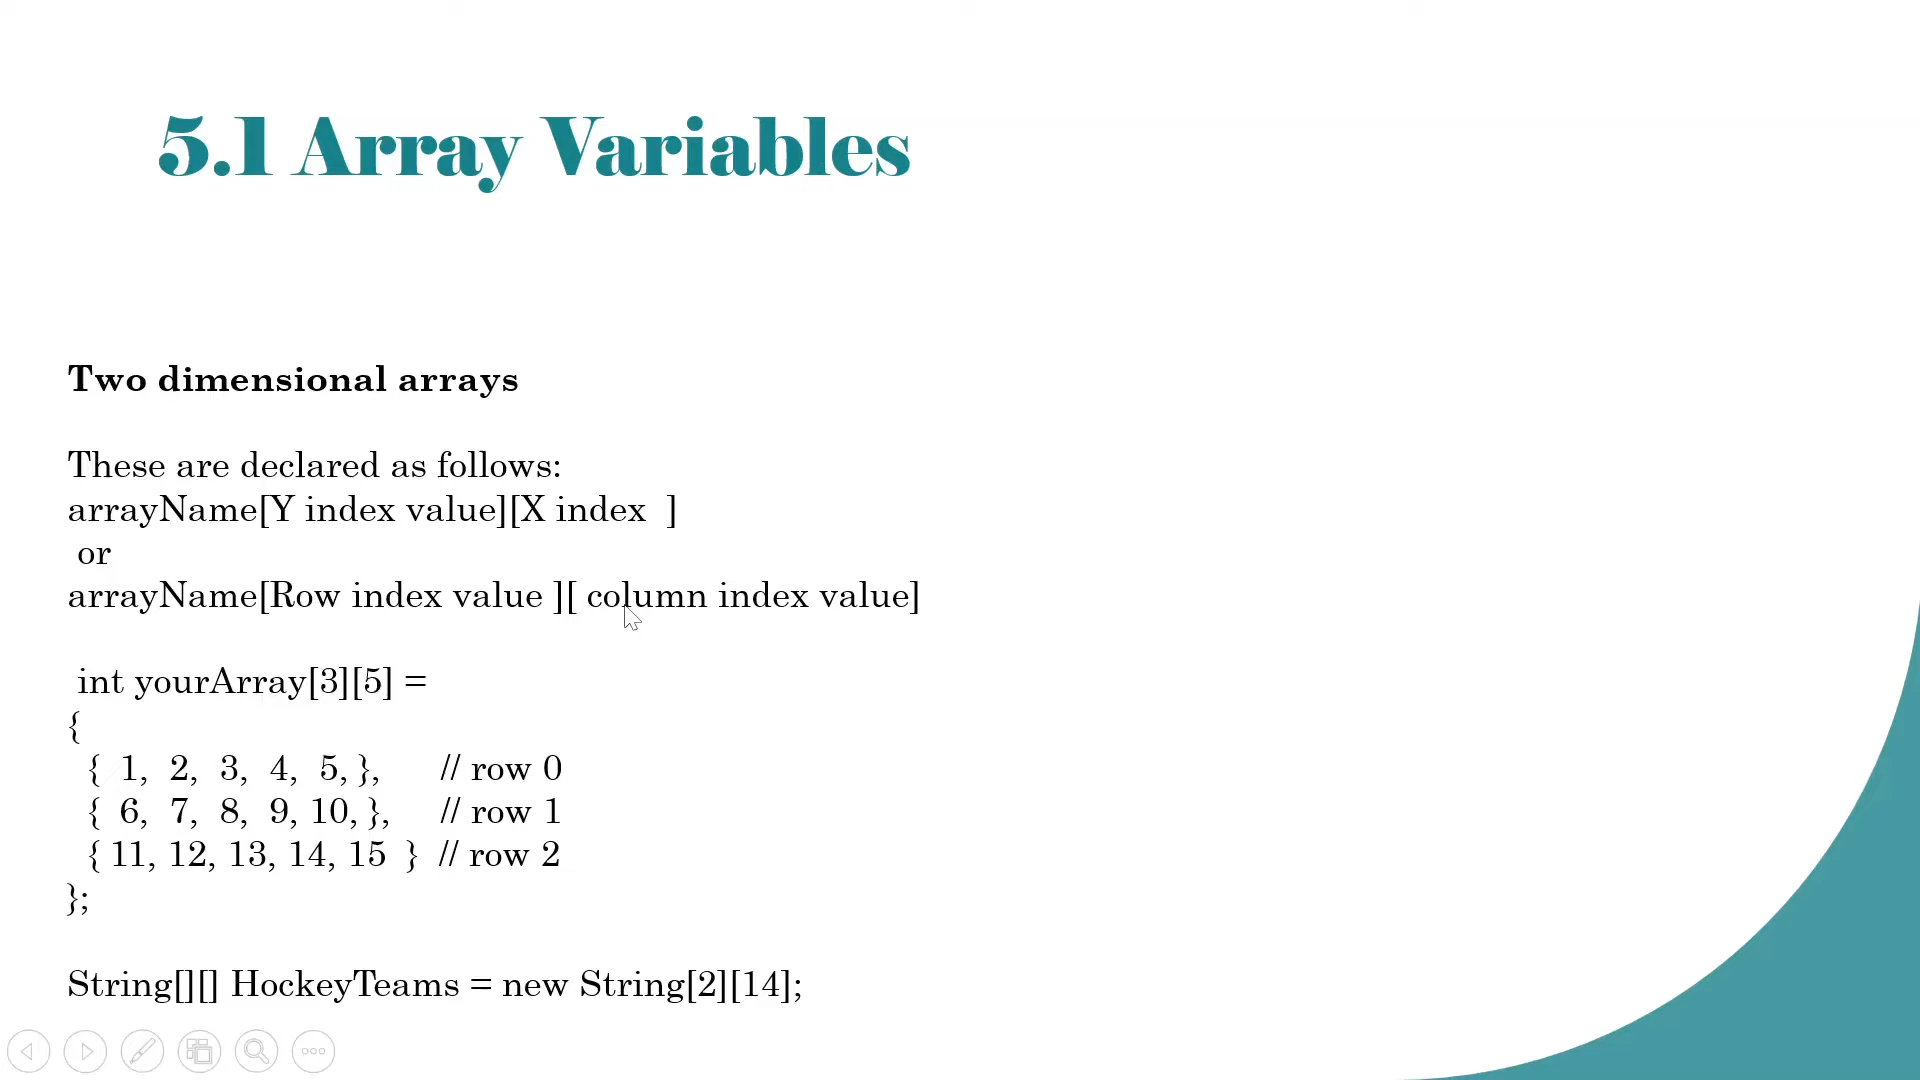 5.1 Array Variables
Two dimensional arrays
These are declared as follows:
arrayName[Y index value][X index  ]
or
arrayName[Row index value ][ column index value]
int yourArray[3][5] =
{
{  1,  2,  3,  4,  5, },      // row 0
{  6,  7,  8,  9, 10, },     // row 1
{ 11, 12, 13, 14, 15  }  // row 2
};
String[][] HockeyTeams = new String[2][14];